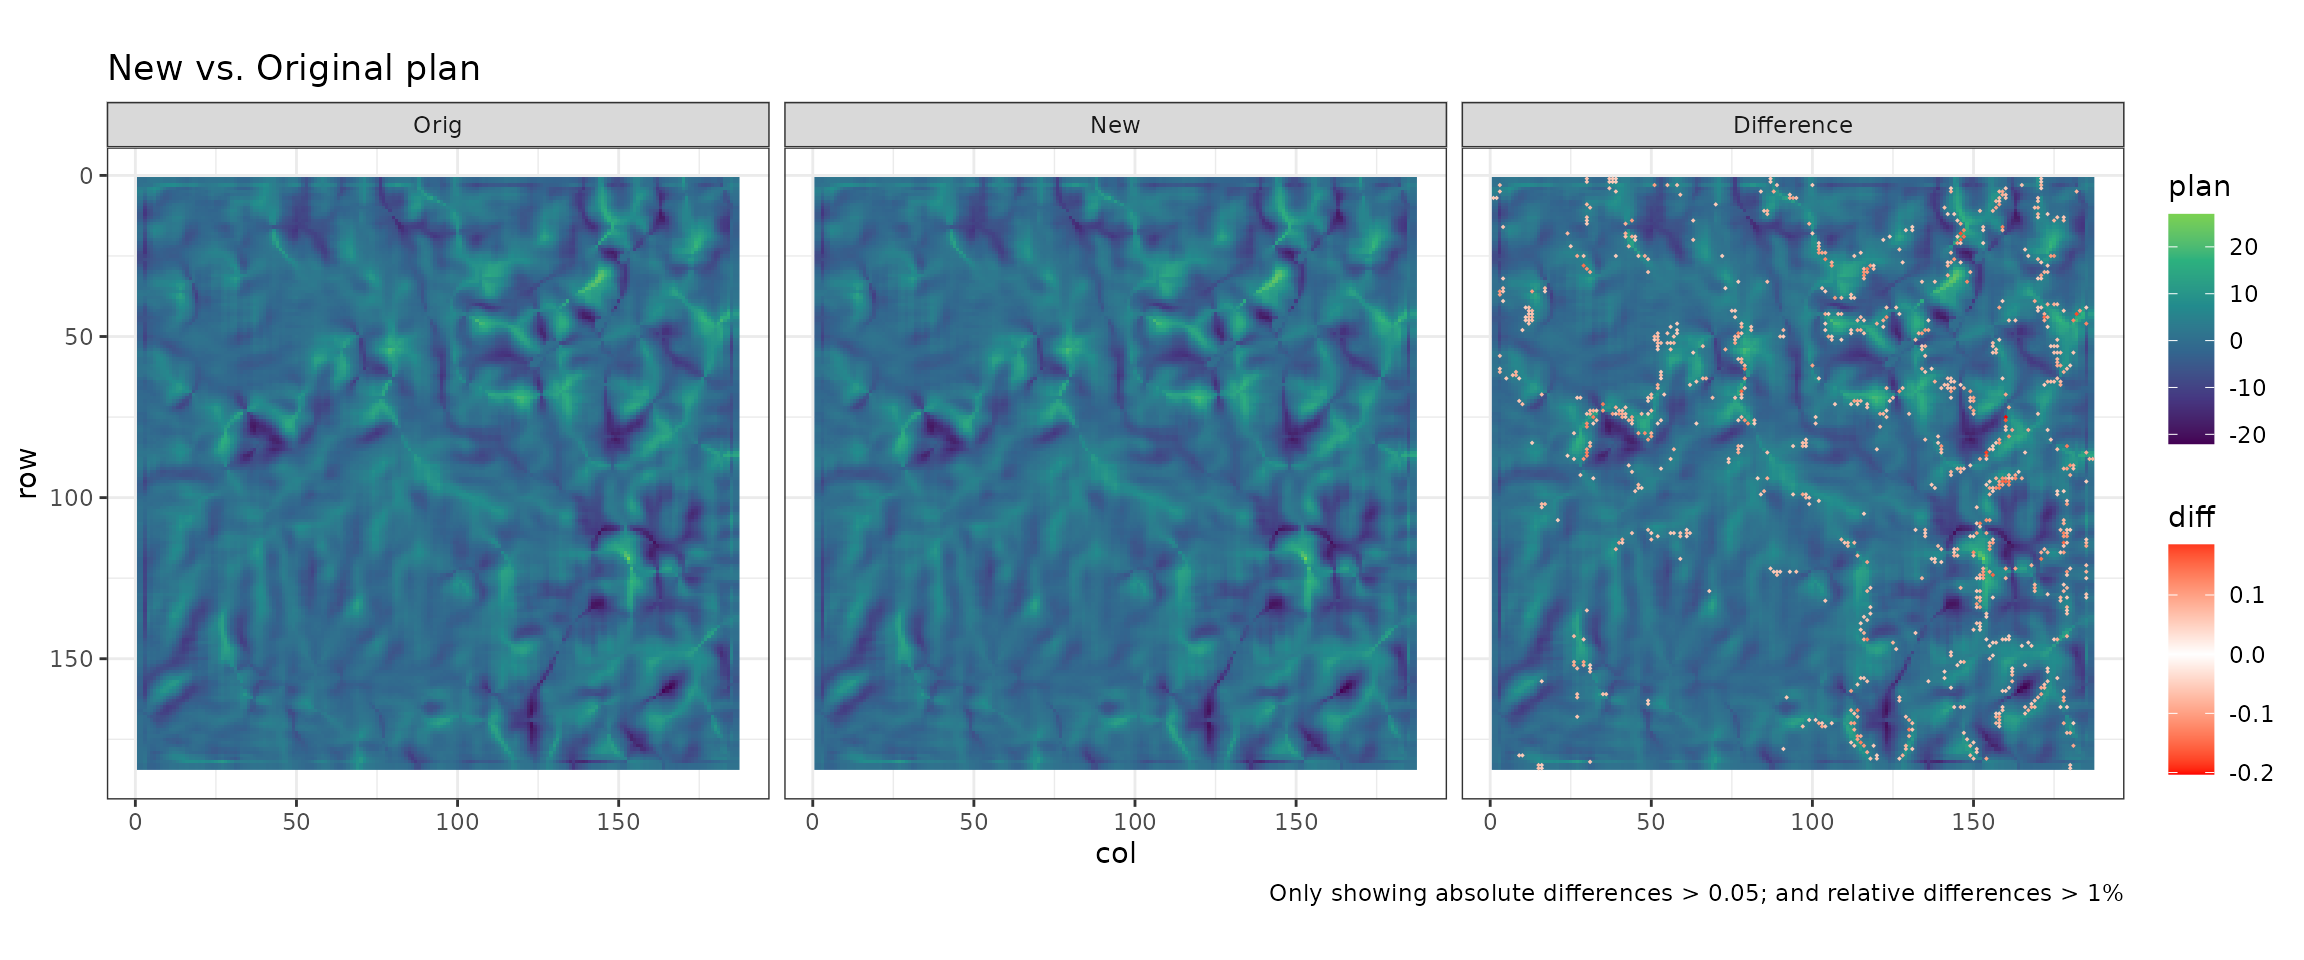 New vs. Original plan
Orig
New
Difference
0
50
100
150
row
0
50
100
150
0
50
100
150
0
50
100
150
col
plan
20
10
0
-10
-20
diff
0.1
0.0
-0.1
-0.2
Only showing absolute differences > 0.05; and relative differences > 1%